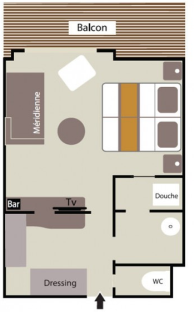 Balcon
Méridienne
Douche
Bar
Tv
Dressing
WC